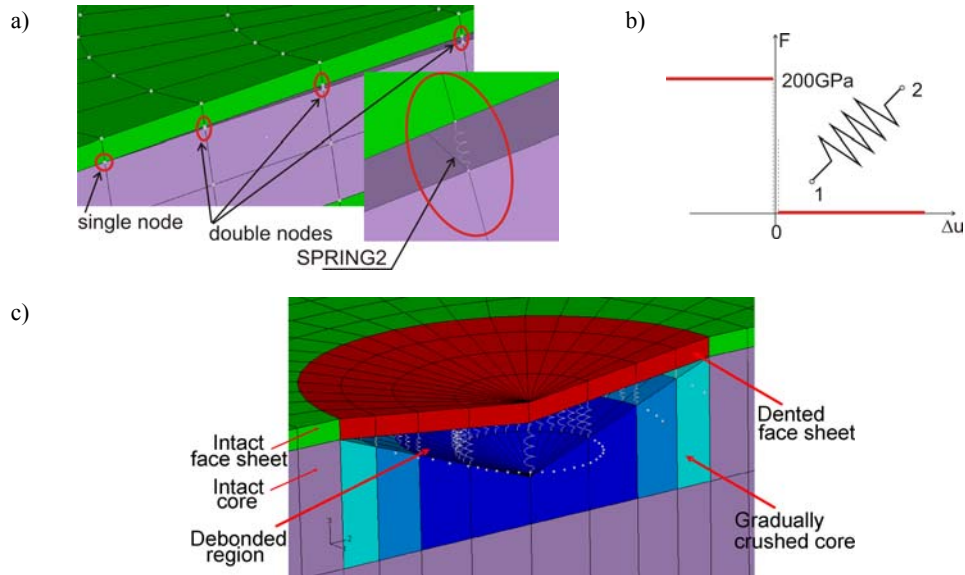 a)
single node
double nodes
SPRING2
b)
F
200GPa
2
1
0
Δu
c)
Intact
face sheet
Intact
core
Debonded
region
Dented
face sheet
Gradually
crushed core